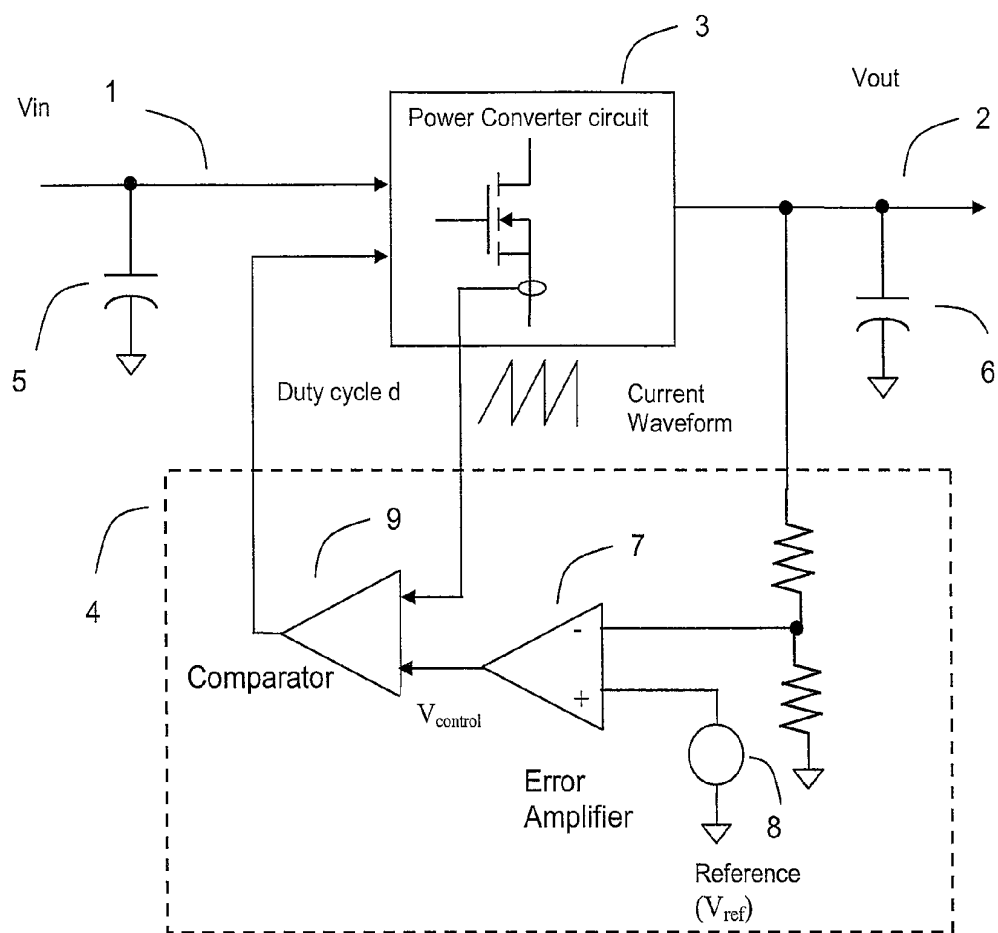 3
Vout
Vin
1
2
Power Converter circuit
5
6
Duty cycle d
Current
Waveform
4
9
7
-
Comparator
+
Vcontrol
Error
Amplifier
8
Reference
(Vref)